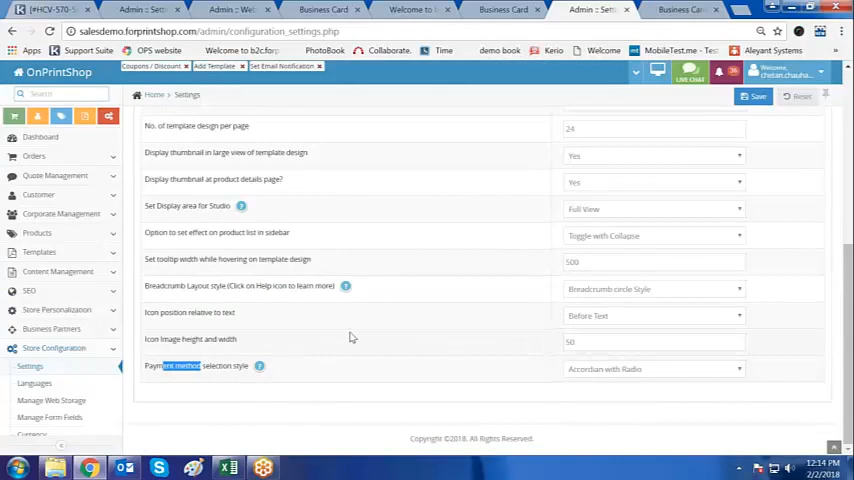 [#HCV-570-5
Admin :: Sett
Admin :: Web
Business Card
Welcome to
Business Card
Admin :: Settin
Business Card
salesdemo.forprintshop.com/admin/configuration_settings.php
Apps Support Suite OPS website Welcome to b2c.forp PhotoBook Collaborate. Time demo book Kerio Welcome MobileTest.me - Test Aleyant Systems
OnPrintShop Coupons / Discount Add Template Set Email Notification LIVE CHAT 36 Welcome, chetan.chauha...
Search Home Settings Save Reset
Dashboard
Orders
Quote Management
Customer
Corporate Management
Products
Templates
Content Management
SEO
Store Personalization
Business Partners
Store Configuration
Settings
Languages
Manage Web Storage
Manage Form Fields
Currency
No. of template design per page 24
Display thumbnail in large view of template design Yes
Display thumbnail at product details page? Yes
Set Display area for Studio ? Full View
Option to set effect on product list in sidebar Toggle with Collapse
Set tooltip width while hovering on template design 500
Breadcrumb Layout style (Click on Help icon to learn more) ? Breadcrumb circle Style
Icon position relative to text Before Text
Icon Image height and width 50
Payment method selection style ? Accordian with Radio
Copyright ©2018. All Rights Reserved.
12:14 PM
2/2/2018